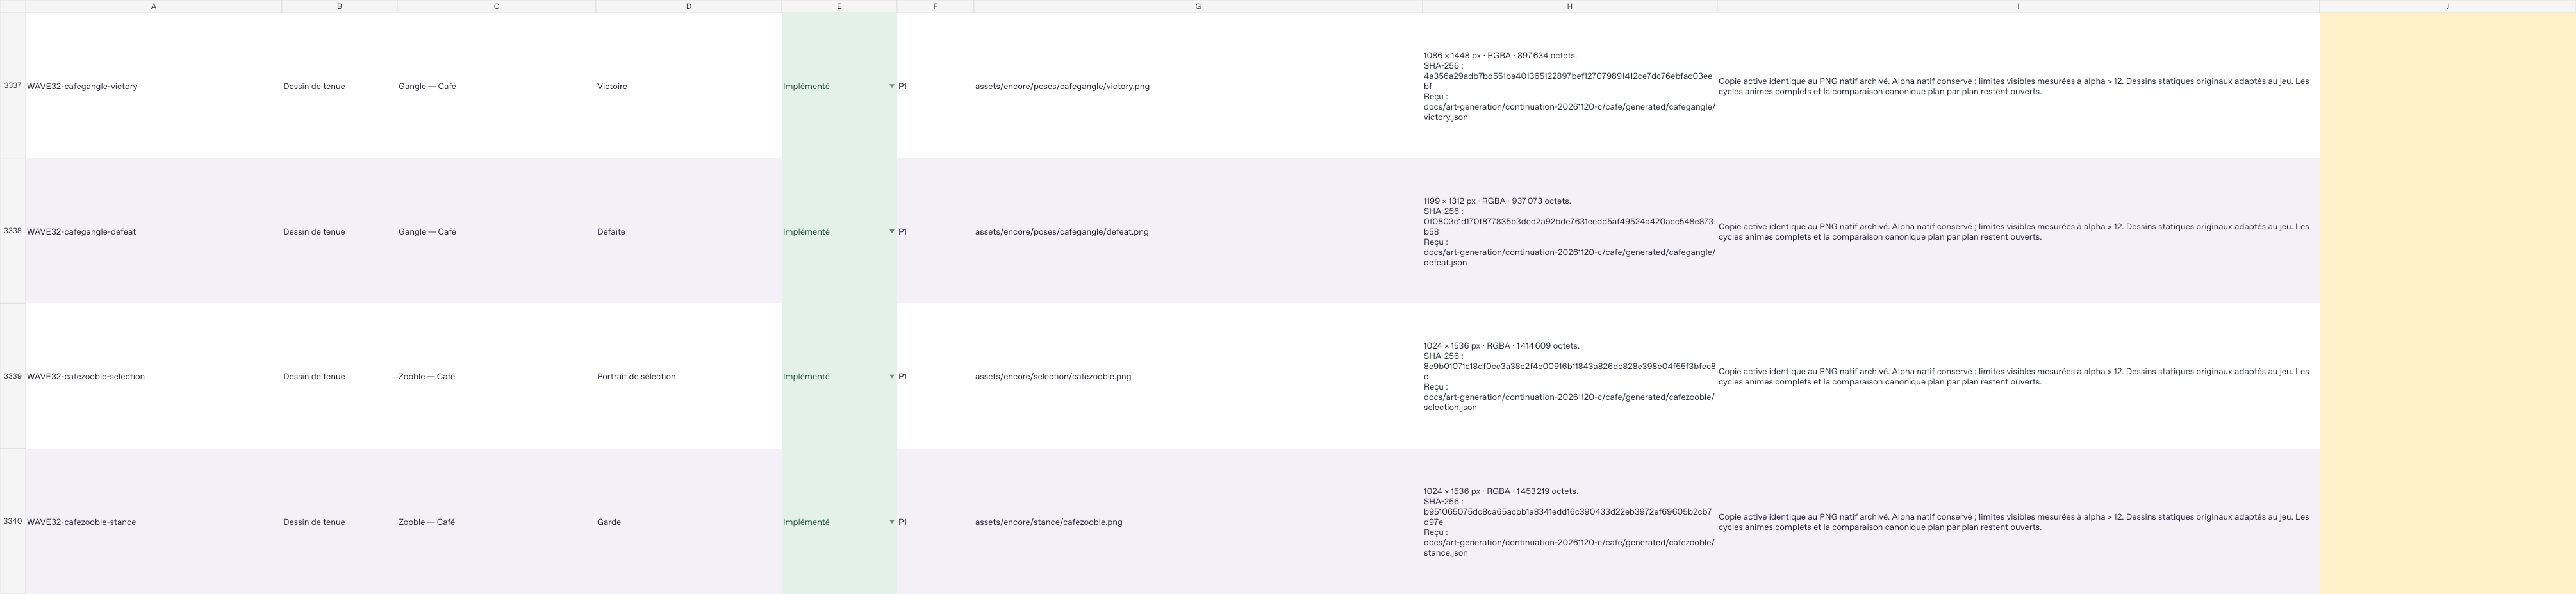 A B C D E F G H I J
3337 WAVE32-cafegangle-victory Dessin de tenue Gangle — Café Victoire Implémenté P1 assets/encore/poses/cafegangle/victory.png
1086 × 1448 px · RGBA · 897 634 octets.
SHA-256 :
4a356a29adb7bd551ba401365122897bef127079891412ce7dc76ebfac03ee
bf
Reçu :
docs/art-generation/continuation-20261120-c/cafe/generated/cafegangle/
victory.json
Copie active identique au PNG natif archivé. Alpha natif conservé ; limites visibles mesurées à alpha > 12. Dessins statiques originaux adaptés au jeu. Les
cycles animés complets et la comparaison canonique plan par plan restent ouverts.
3338 WAVE32-cafegangle-defeat Dessin de tenue Gangle — Café Défaite Implémenté P1 assets/encore/poses/cafegangle/defeat.png
1199 × 1312 px · RGBA · 937 073 octets.
SHA-256 :
0f0803c1d170f877835b3dcd2a92bde7631eedd5af49524a420acc548e873
b58
Reçu :
docs/art-generation/continuation-20261120-c/cafe/generated/cafegangle/
defeat.json
Copie active identique au PNG natif archivé. Alpha natif conservé ; limites visibles mesurées à alpha > 12. Dessins statiques originaux adaptés au jeu. Les
cycles animés complets et la comparaison canonique plan par plan restent ouverts.
3339 WAVE32-cafezooble-selection Dessin de tenue Zooble — Café Portrait de sélection Implémenté P1 assets/encore/selection/cafezooble.png
1024 × 1536 px · RGBA · 1 414 609 octets.
SHA-256 :
8e9b01071c18df0cc3a38e2f4e00916b11843a826dc828e398e04f55f3bfec8
c
Reçu :
docs/art-generation/continuation-20261120-c/cafe/generated/cafezooble/
selection.json
Copie active identique au PNG natif archivé. Alpha natif conservé ; limites visibles mesurées à alpha > 12. Dessins statiques originaux adaptés au jeu. Les
cycles animés complets et la comparaison canonique plan par plan restent ouverts.
3340 WAVE32-cafezooble-stance Dessin de tenue Zooble — Café Garde Implémenté P1 assets/encore/stance/cafezooble.png
1024 × 1536 px · RGBA · 1 453 219 octets.
SHA-256 :
b951065075dc8ca65acbb1a8341edd16c390433d22eb3972ef69605b2cb7
d97e
Reçu :
docs/art-generation/continuation-20261120-c/cafe/generated/cafezooble/
stance.json
Copie active identique au PNG natif archivé. Alpha natif conservé ; limites visibles mesurées à alpha > 12. Dessins statiques originaux adaptés au jeu. Les
cycles animés complets et la comparaison canonique plan par plan restent ouverts.